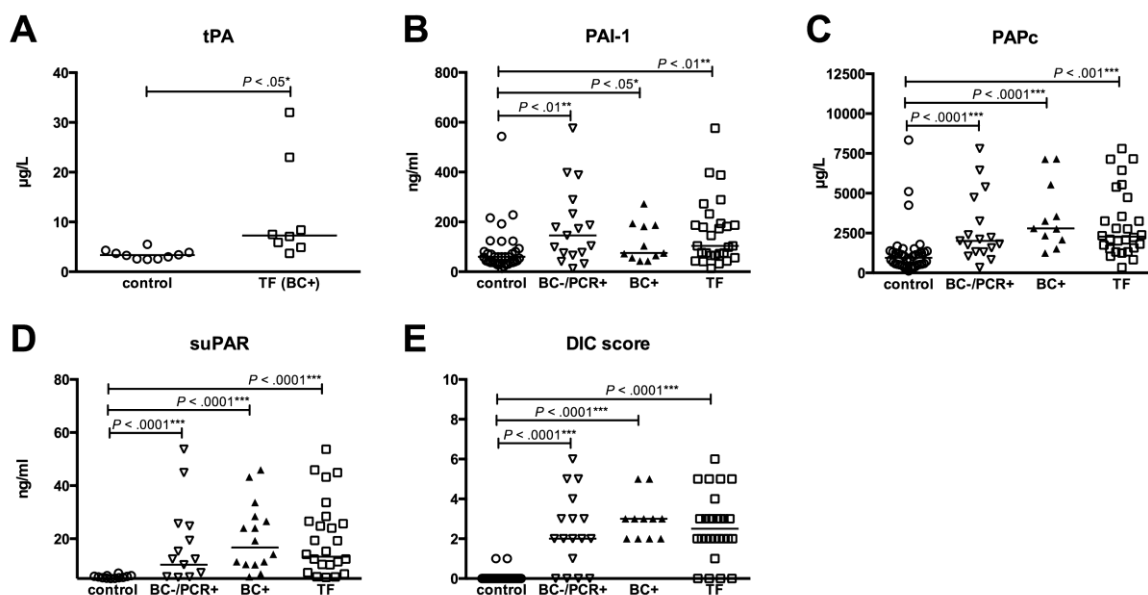 A
tPA
µg/L
40
30
20
10
0
P < .05*
control
TF (BC+)
B
PAI-1
ng/ml
800
600
400
200
0
P < .01**
P < .05*
P < .01**
control
BC-/PCR+
BC+
TF
C
PAPc
µg/L
12500
10000
7500
5000
2500
0
P < .001***
P < .0001***
P < .0001***
control
BC-/PCR+
BC+
TF
D
suPAR
ng/ml
80
60
40
20
P < .0001***
P < .0001***
P < .0001***
control
BC-/PCR+
BC+
TF
E
DIC score
10
8
6
4
2
0
P < .0001***
P < .0001***
P < .0001***
control
BC-/PCR+
BC+
TF